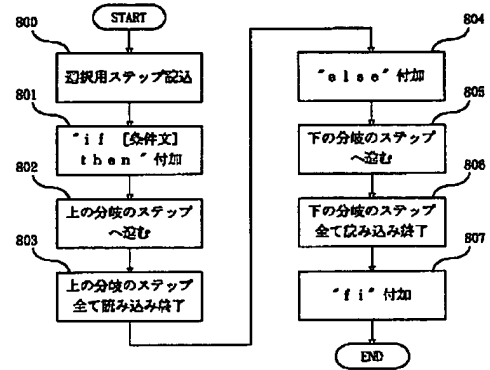 START
800
選択用ステップ読込
801
"if [条件文]
then" 付加
802
上の分岐のステップ
へ進む
803
上の分岐のステップ
全て読み込み終了
804
"else" 付加
805
下の分岐のステップ
へ進む
806
下の分岐のステップ
全て読み込み終了
807
"fi" 付加
END